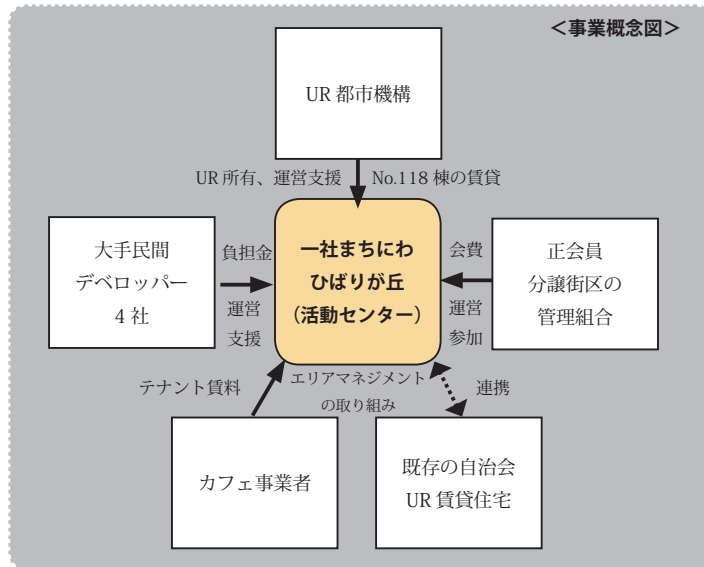 ＜事業概念図＞
UR 都市機構
UR 所有、運営支援
No.118 棟の賃貸
大手民間
デベロッパー
4 社
負担金
運営
支援
一社まちにわ
ひばりが丘
（活動センター）
会費
運営
参加
正会員
分譲街区の
管理組合
テナント賃料
エリアマネジメント
の取り組み
連携
カフェ事業者
既存の自治会
UR 賃貸住宅